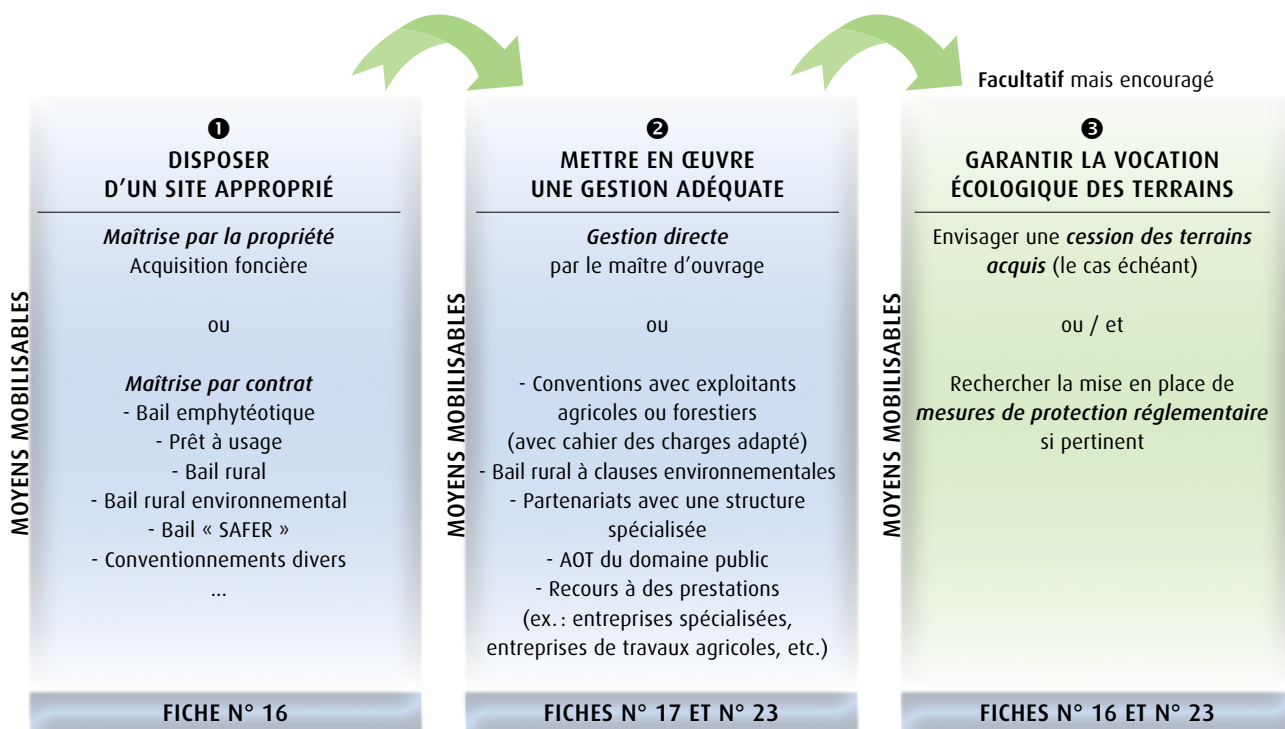 Facultatif mais encouragé
MOYENS MOBILISABLES
❶
DISPOSER
D'UN SITE APPROPRIÉ
Maîtrise par la propriété
Acquisition foncière
ou
Maîtrise par contrat
- Bail emphytéotique
- Prêt à usage
- Bail rural
- Bail rural environnemental
- Bail « SAFER »
- Conventionnements divers
...
FICHE N° 16
MOYENS MOBILISABLES
❷
METTRE EN ŒUVRE
UNE GESTION ADÉQUATE
Gestion directe
par le maître d'ouvrage
ou
- Conventions avec exploitants
agricoles ou forestiers
(avec cahier des charges adapté)
- Bail rural à clauses environnementales
- Partenariats avec une structure
spécialisée
- AOT du domaine public
- Recours à des prestations
(ex. : entreprises spécialisées,
entreprises de travaux agricoles, etc.)
FICHES N° 17 ET N° 23
MOYENS MOBILISABLES
❸
GARANTIR LA VOCATION
ÉCOLOGIQUE DES TERRAINS
Envisager une cession des terrains
acquis (le cas échéant)
ou / et
Rechercher la mise en place de
mesures de protection réglementaire
si pertinent
FICHES N° 16 ET N° 23